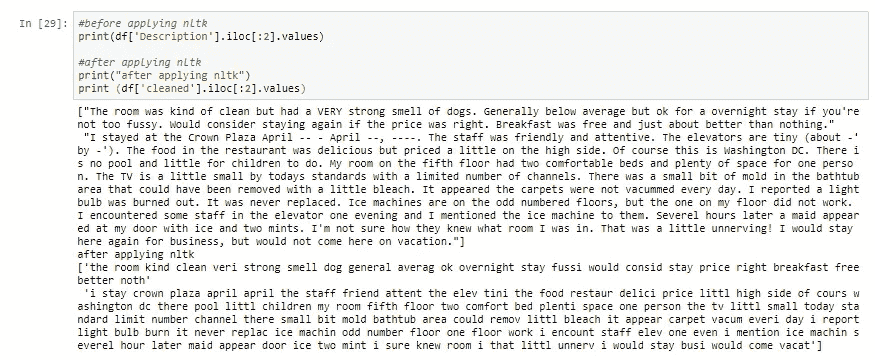 In [29]: #before applying nltk
print(df['Description'].iloc[:2].values)
#after applying nltk
print("after applying nltk")
print (df['cleaned'].iloc[:2].values)
["The room was kind of clean but had a VERY strong smell of dogs. Generally below average but ok for a overnight stay if you're
not too fussy. Would consider staying again if the price was right. Breakfast was free and just about better than nothing."
"I stayed at the Crown Plaza April -- - April --, ----. The staff was friendly and attentive. The elevators are tiny (about -'
by -'). The food in the restaurant was delicious but priced a little on the high side. Of course this is Washington DC. There i
s no pool and little for children to do. My room on the fifth floor had two comfortable beds and plenty of space for one perso
n. The TV is a little small by todays standards with a limited number of channels. There was a small bit of mold in the bathtub
area that could have been removed with a little bleach. It appeared the carpets were not vacummed every day. I reported a light
bulb was burned out. It was never replaced. Ice machines are on the odd numbered floors, but the one on my floor did not work.
I encountered some staff in the elevator one evening and I mentioned the ice machine to them. Severel hours later a maid appear
ed at my door with ice and two mints. I'm not sure how they knew what room I was in. That was a little unnerving! I would stay
here again for business, but would not come here on vacation."]
after applying nltk
['the room kind clean veri strong smell dog general averag ok overnight stay fussi would consid stay price right breakfast free
better noth'
'i stay crown plaza april april the staff friend attent the elev tini the food restaur delici price littl high side of cours w
ashington dc there pool littl children my room fifth floor two comfort bed plenti space one person the tv littl small today sta
ndard limit number channel there small bit mold bathtub area could remov littl bleach it appear carpet vacum everi day i report
light bulb burn it never replac ice machin odd number floor one floor work i encount staff elev one even i mention ice machin s
everel hour later maid appear door ice two mint i sure knew room i that littl unnerv i would stay busi would come vacat']